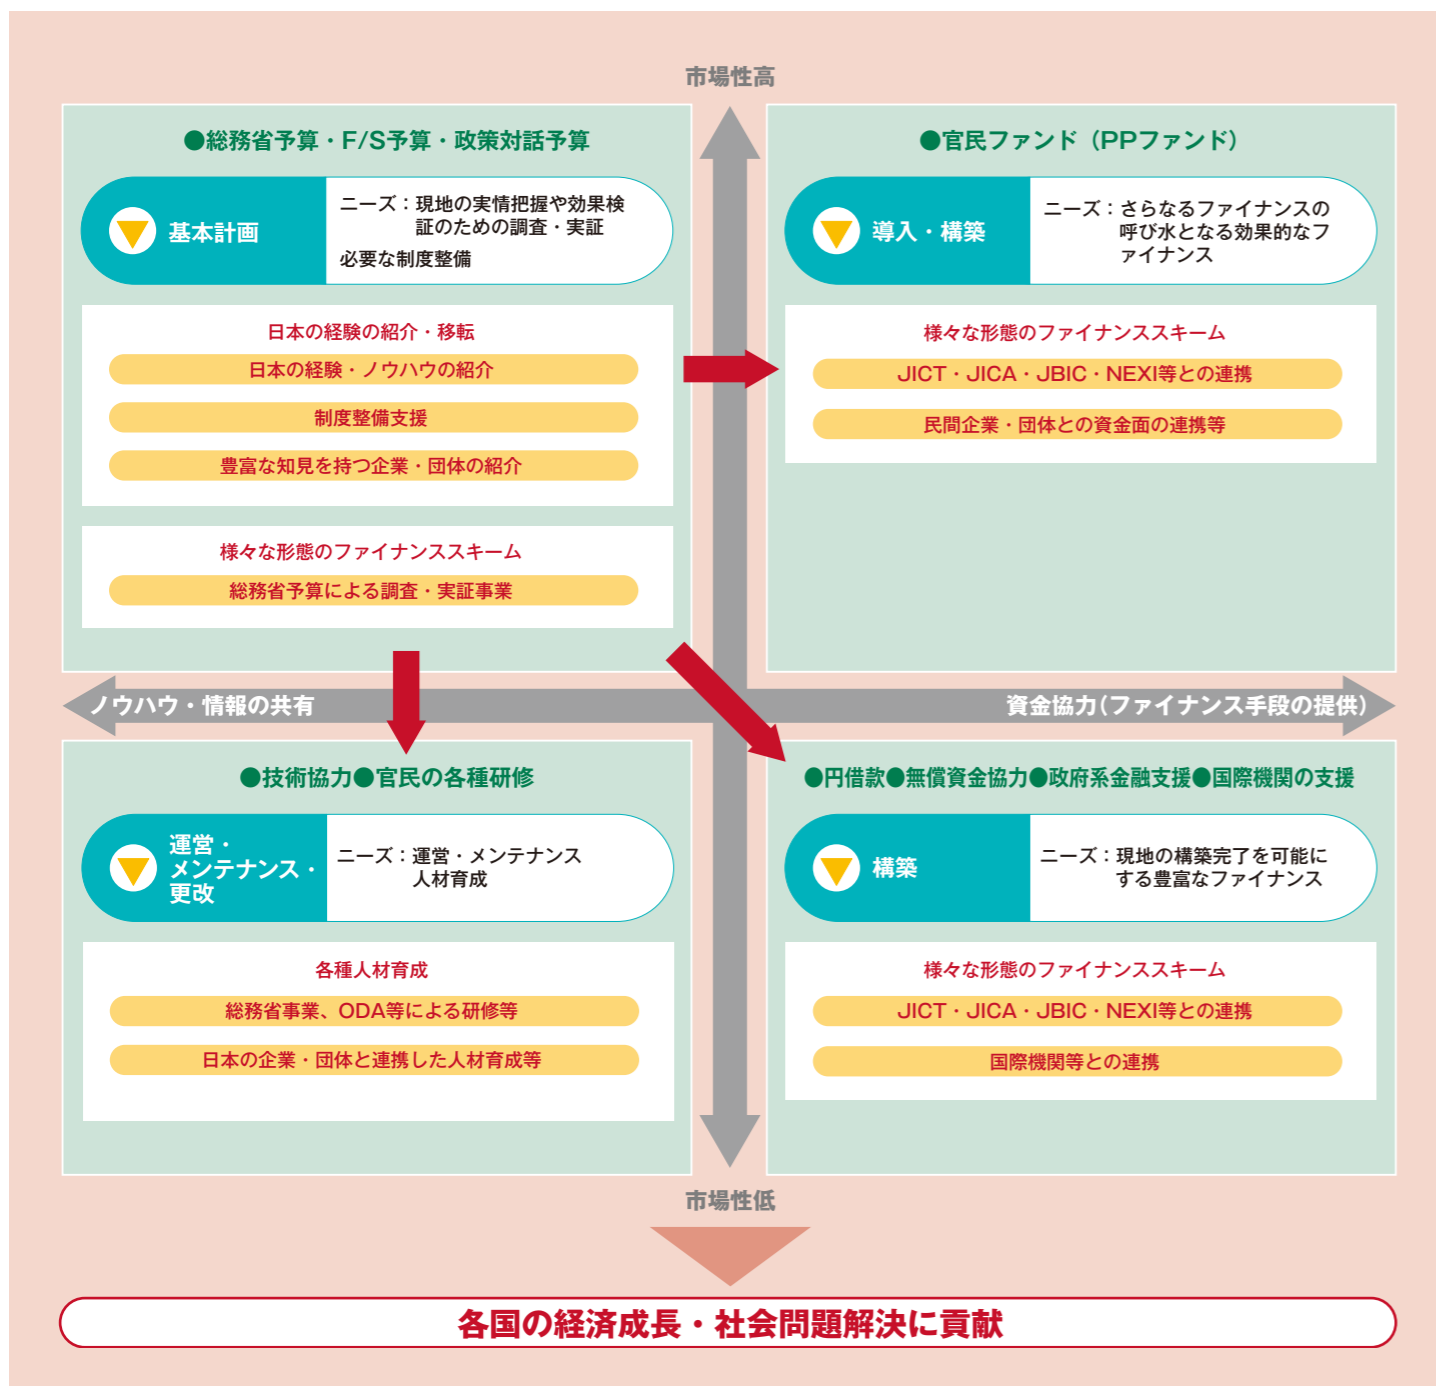 市場性高
●総務省予算・F/S予算・政策対話予算
基本計画
ニーズ：現地の実情把握や効果検
証のための調査・実証
必要な制度整備
日本の経験の紹介・移転
日本の経験・ノウハウの紹介
制度整備支援
豊富な知見を持つ企業・団体の紹介
様々な形態のファイナンススキーム
総務省予算による調査・実証事業
●官民ファンド（PPファンド）
導入・構築
ニーズ：さらなるファイナンスの
呼び水となる効果的なフ
ァイナンス
様々な形態のファイナンススキーム
JICT・JICA・JBIC・NEXI等との連携
民間企業・団体との資金面の連携等
ノウハウ・情報の共有
資金協力（ファイナンス手段の提供）
●技術協力●官民の各種研修
運営・
メンテナンス・
更改
ニーズ：運営・メンテナンス
人材育成
各種人材育成
総務省事業、ODA等による研修等
日本の企業・団体と連携した人材育成等
●円借款●無償資金協力●政府系金融支援●国際機関の支援
構築
ニーズ：現地の構築完了を可能に
する豊富なファイナンス
様々な形態のファイナンススキーム
JICT・JICA・JBIC・NEXI等との連携
国際機関等との連携
市場性低
各国の経済成長・社会問題解決に貢献